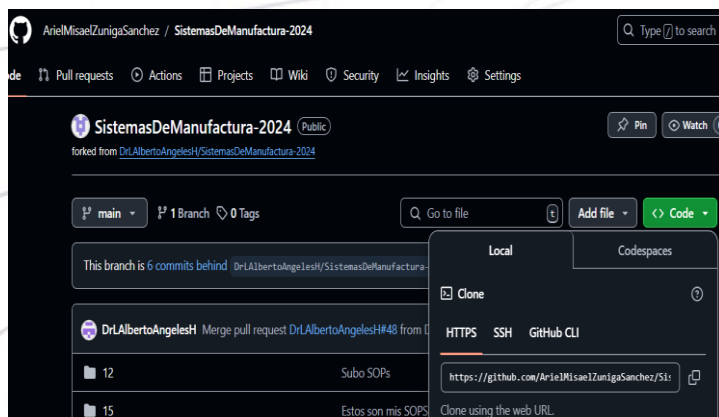 ArielMisaelZunigaSanchez / SistemasDeManufactura-2024
Type / to search
de Pull requests Actions Projects Wiki Security Insights Settings
SistemasDeManufactura-2024 Public
Pin Watch
forked from DrLAlbertoAngelesH/SistemasDeManufactura-2024
main 1 Branch 0 Tags
Go to file t
Add file
<> Code
Local Codespaces
This branch is 6 commits behind DrLAlbertoAngelesH/SistemasDeManufactura-
Clone
DrLAlbertoAngelesH Merge pull request DrLAlbertoAngelesH#48 from
HTTPS SSH GitHub CLI
12 Subo SOPs
https://github.com/ArielMisaelZunigaSanchez/Sis
15 Estos son mis SOPS
Clone using the web URL.